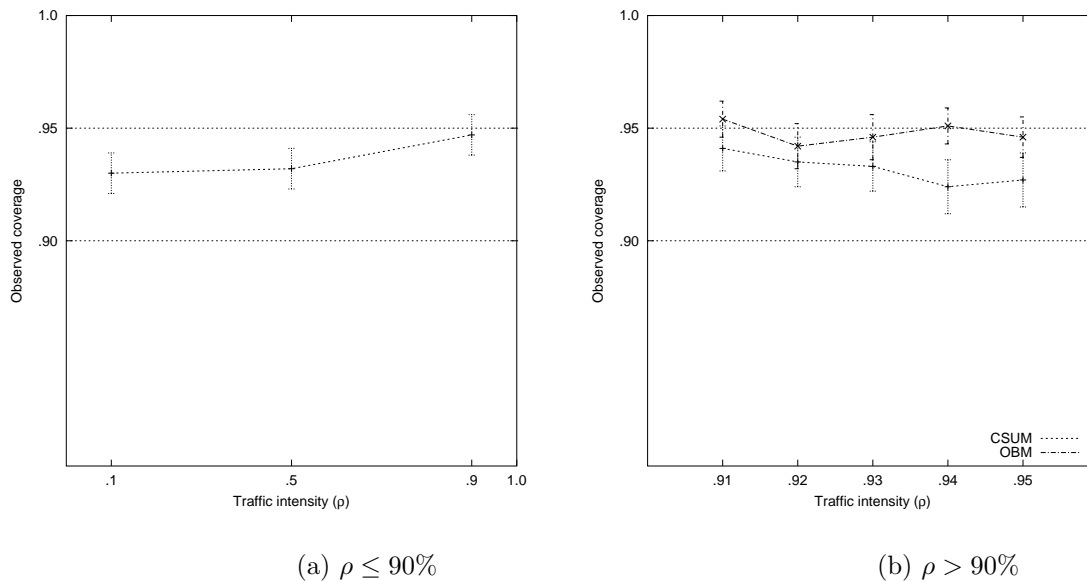 1.0
.95
.90
Observed coverage
.1
.5
.9
1.0
Traffic intensity (ρ)
(a) ρ ≤ 90%
1.0
.95
.90
Observed coverage
CSUM
OBM
.91
.92
.93
.94
.95
Traffic intensity (ρ)
(b) ρ > 90%